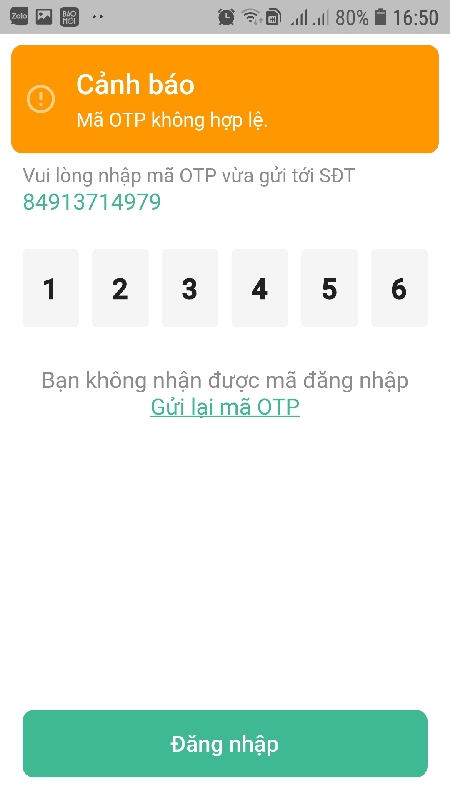 Zalo
BÁO
MỚI
80%
16:50
Cảnh báo
Mã OTP không hợp lệ.
Vui lòng nhập mã OTP vừa gửi tới SĐT
84913714979
1 2 3 4 5 6
Bạn không nhận được mã đăng nhập
Gửi lại mã OTP
Đăng nhập